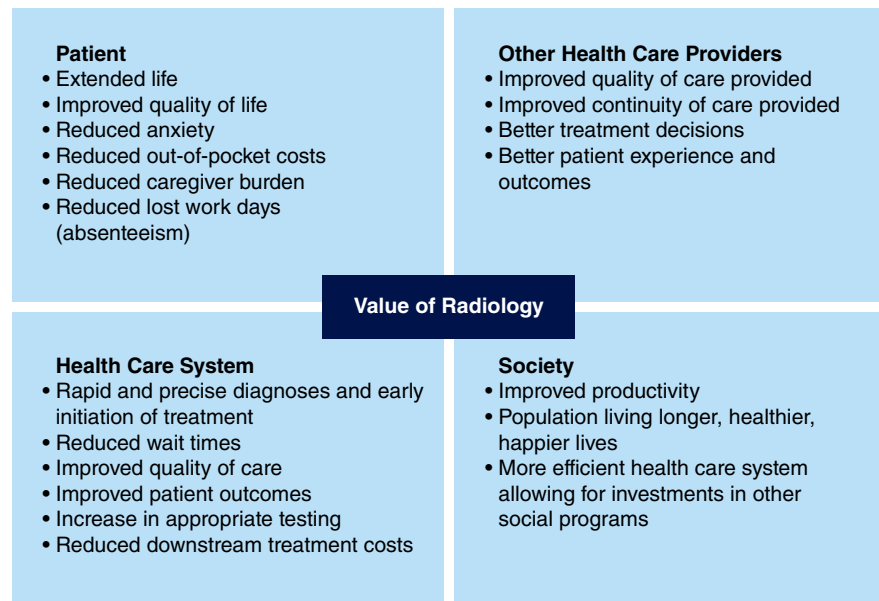 Patient
• Extended life
• Improved quality of life
• Reduced anxiety
• Reduced out-of-pocket costs
• Reduced caregiver burden
• Reduced lost work days
(absenteeism)
Other Health Care Providers
• Improved quality of care provided
• Improved continuity of care provided
• Better treatment decisions
• Better patient experience and
outcomes
Value of Radiology
Health Care System
• Rapid and precise diagnoses and early
initiation of treatment
• Reduced wait times
• Improved quality of care
• Improved patient outcomes
• Increase in appropriate testing
• Reduced downstream treatment costs
Society
• Improved productivity
• Population living longer, healthier,
happier lives
• More efficient health care system
allowing for investments in other
social programs